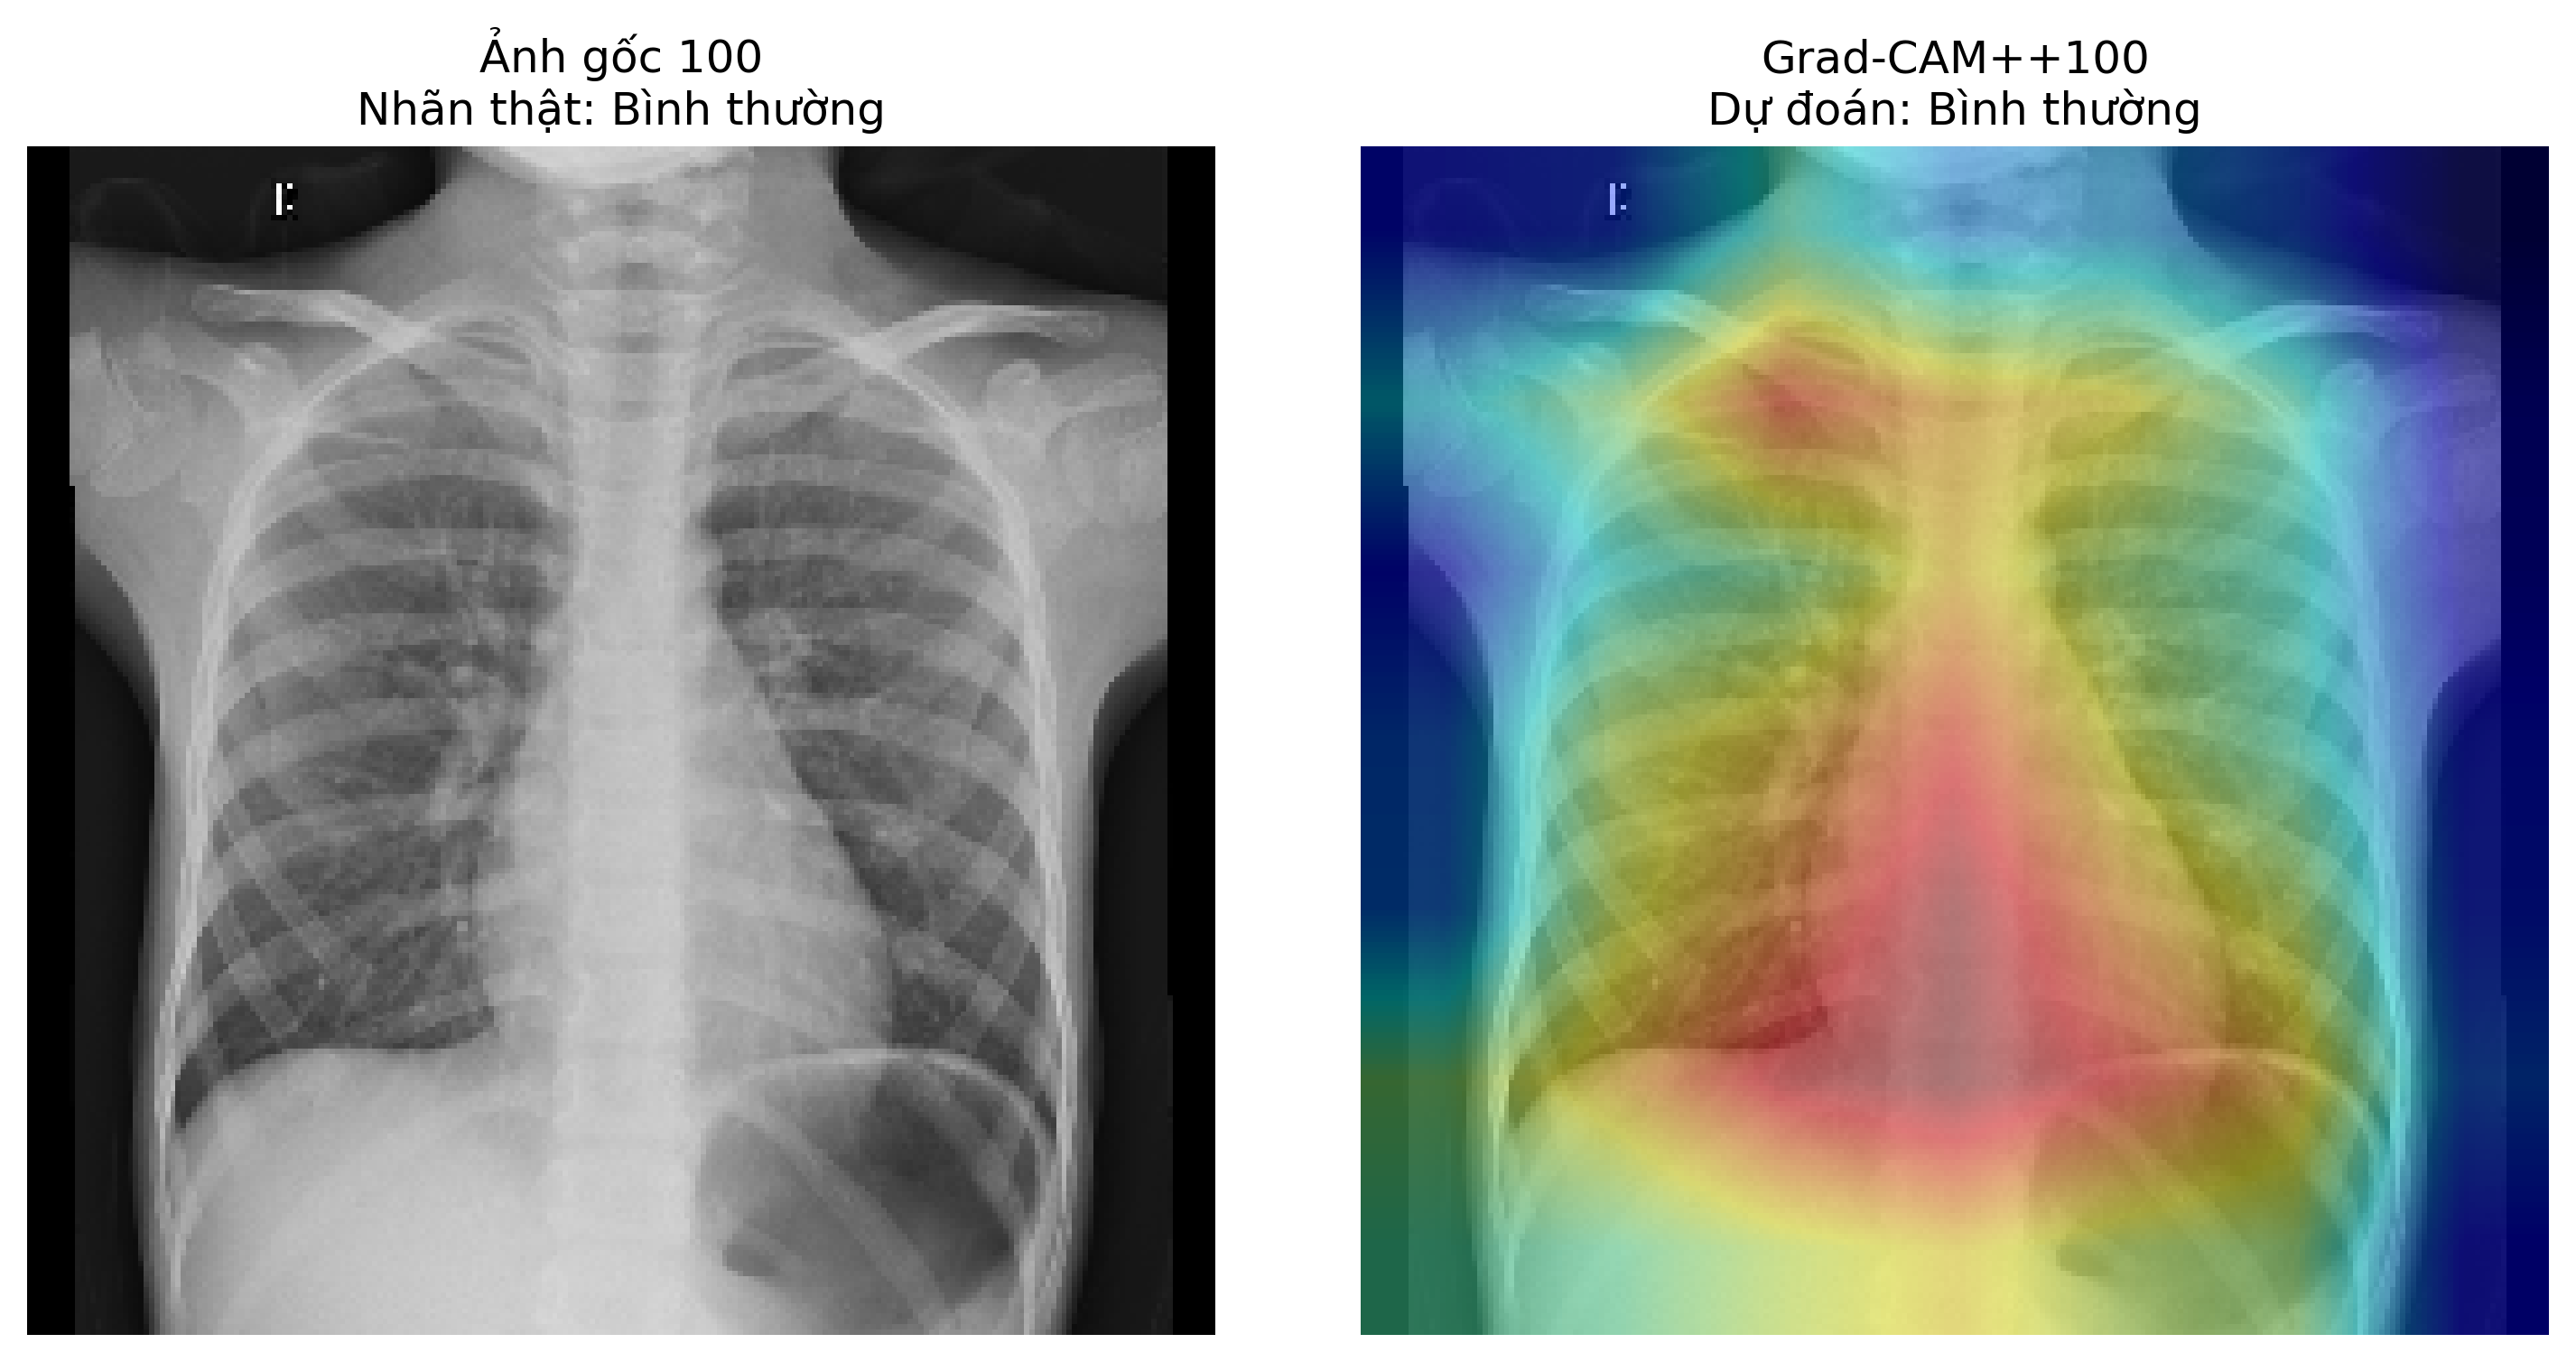 Ảnh gốc 100
Nhãn thật: Bình thường
Grad-CAM++100
Dự đoán: Bình thường